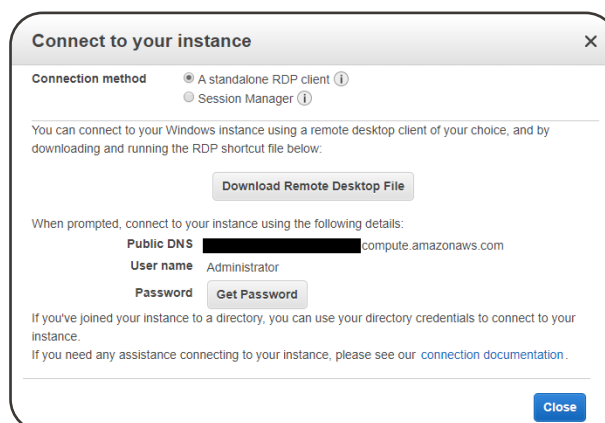 Connect to your instance ×
Connection method A standalone RDP client i
Session Manager i
You can connect to your Windows instance using a remote desktop client of your choice, and by
downloading and running the RDP shortcut file below:
Download Remote Desktop File
When prompted, connect to your instance using the following details:
Public DNS compute.amazonaws.com
User name Administrator
Password Get Password
If you've joined your instance to a directory, you can use your directory credentials to connect to your
instance.
If you need any assistance connecting to your instance, please see our connection documentation.
Close